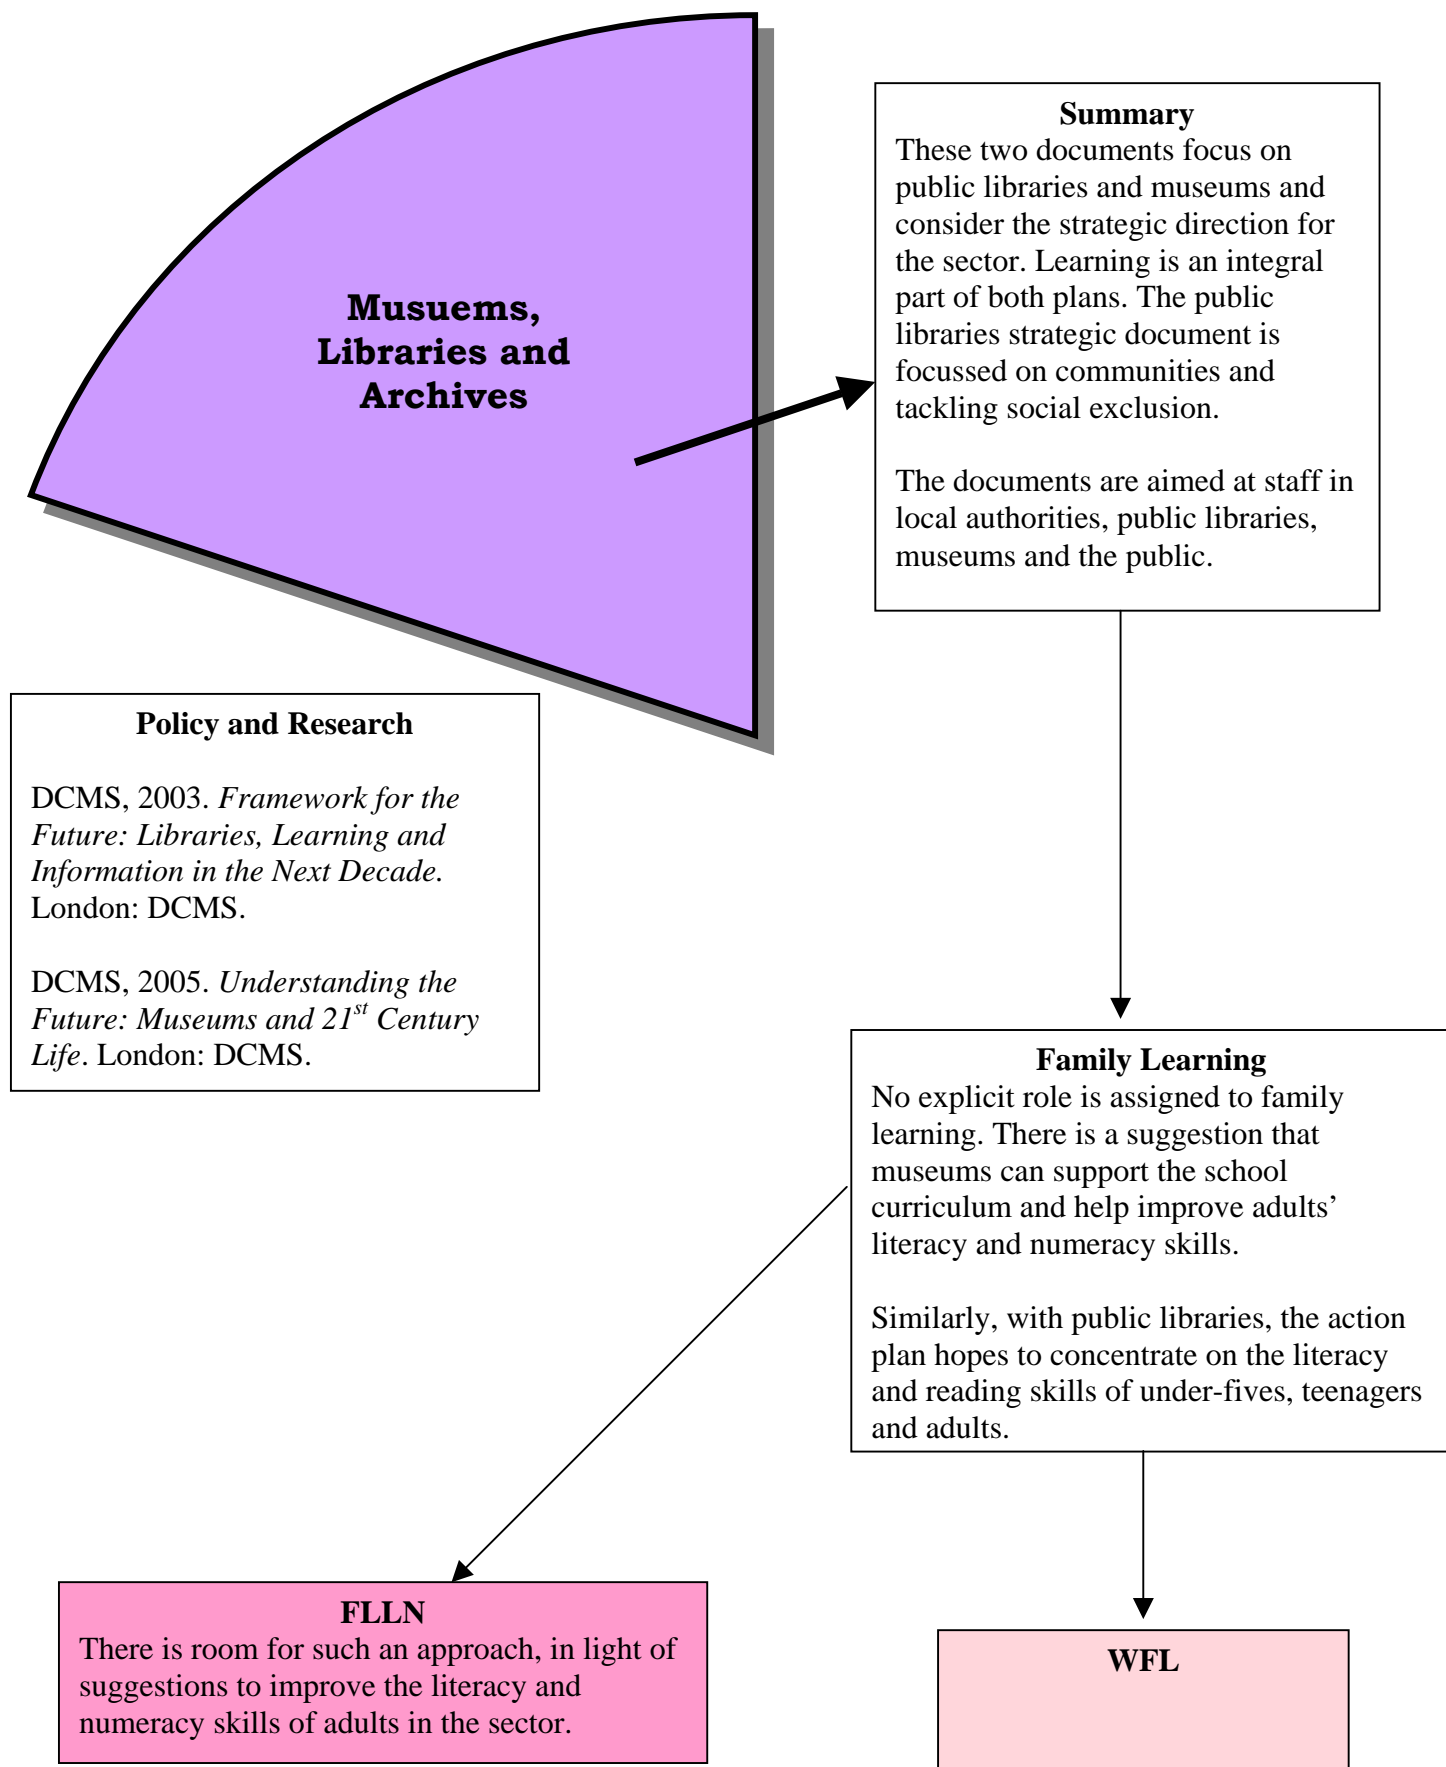 Musuems,
Libraries and
Archives
Summary
These two documents focus on
public libraries and museums and
consider the strategic direction for
the sector. Learning is an integral
part of both plans. The public
libraries strategic document is
focussed on communities and
tackling social exclusion.
The documents are aimed at staff in
local authorities, public libraries,
museums and the public.
Policy and Research
DCMS, 2003. Framework for the
Future: Libraries, Learning and
Information in the Next Decade.
London: DCMS.
DCMS, 2005. Understanding the
Future: Museums and 21st Century
Life. London: DCMS.
Family Learning
No explicit role is assigned to family
learning. There is a suggestion that
museums can support the school
curriculum and help improve adults’
literacy and numeracy skills.
Similarly, with public libraries, the action
plan hopes to concentrate on the literacy
and reading skills of under-fives, teenagers
and adults.
FLLN
There is room for such an approach, in light of
suggestions to improve the literacy and
numeracy skills of adults in the sector.
WFL